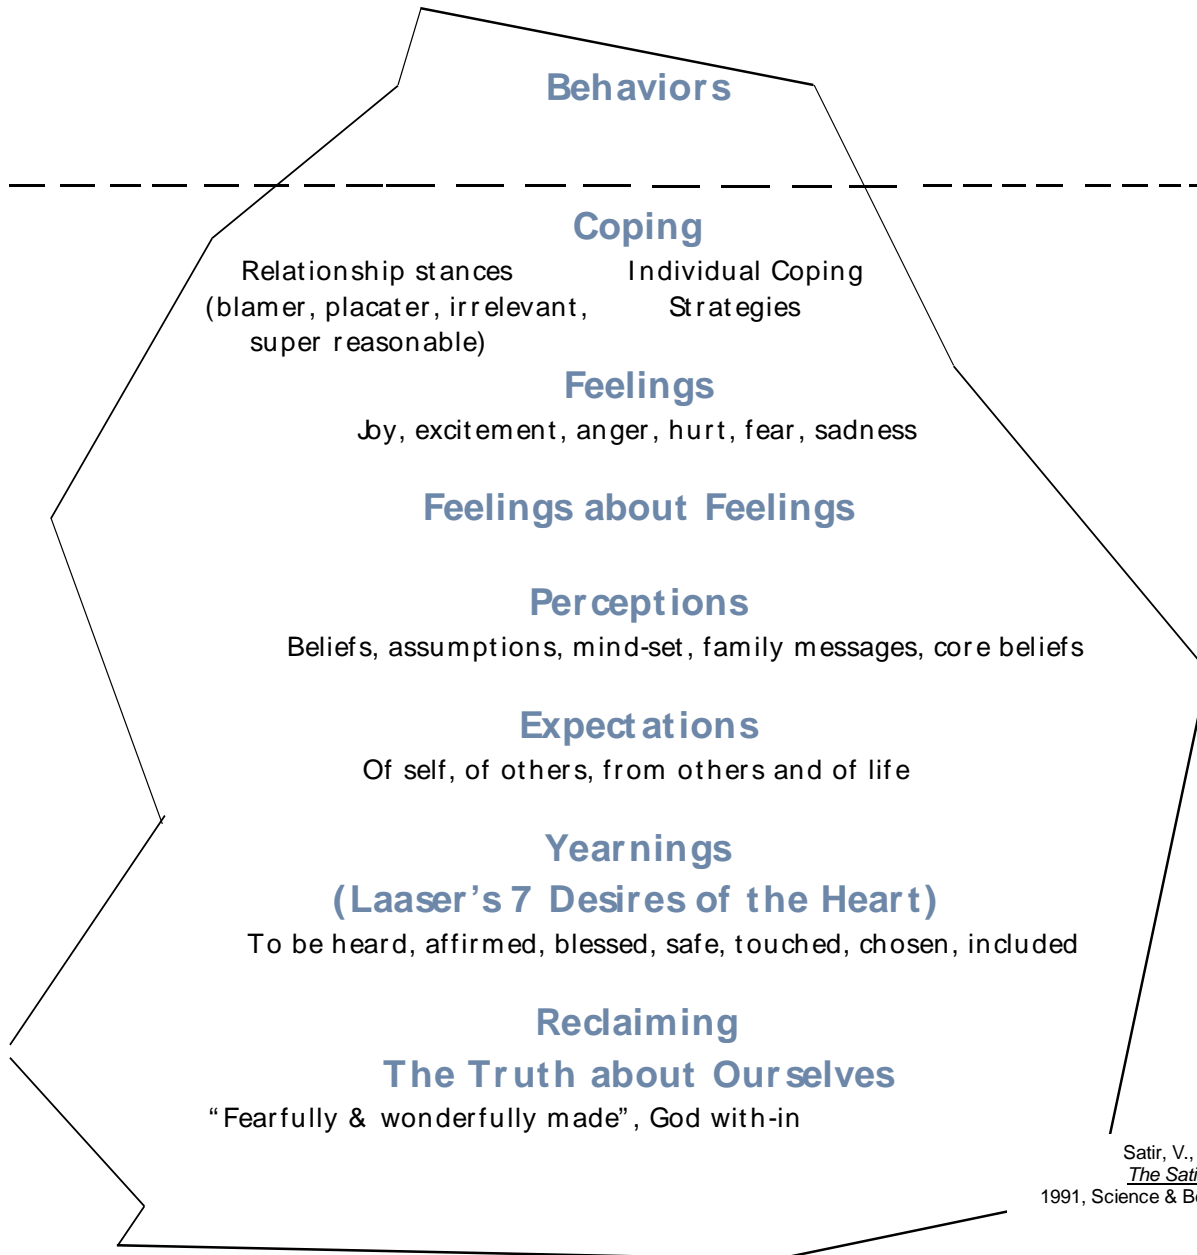 Behaviors
Coping
Relationship stances
(blamer, placater, irrelevant,
super reasonable)
Individual Coping
Strategies
Feelings
Joy, excitement, anger, hurt, fear, sadness
Feelings about Feelings
Perceptions
Beliefs, assumptions, mind-set, family messages, core beliefs
Expectations
Of self, of others, from others and of life
Yearnings
(Laaser's 7 Desires of the Heart)
To be heard, affirmed, blessed, safe, touched, chosen, included
Reclaiming
The Truth about Ourselves
"Fearfully & wonderfully made", God with-in
Satir, V.,
The
1991, Science &